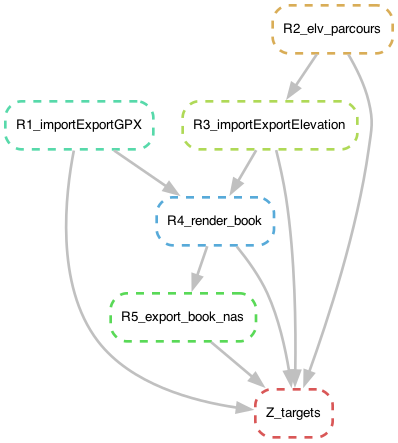 R2_elv_parcours
R1_importExportGPX
R3_importExportElevation
R4_render_book
R5_export_book_nas
Z_targets